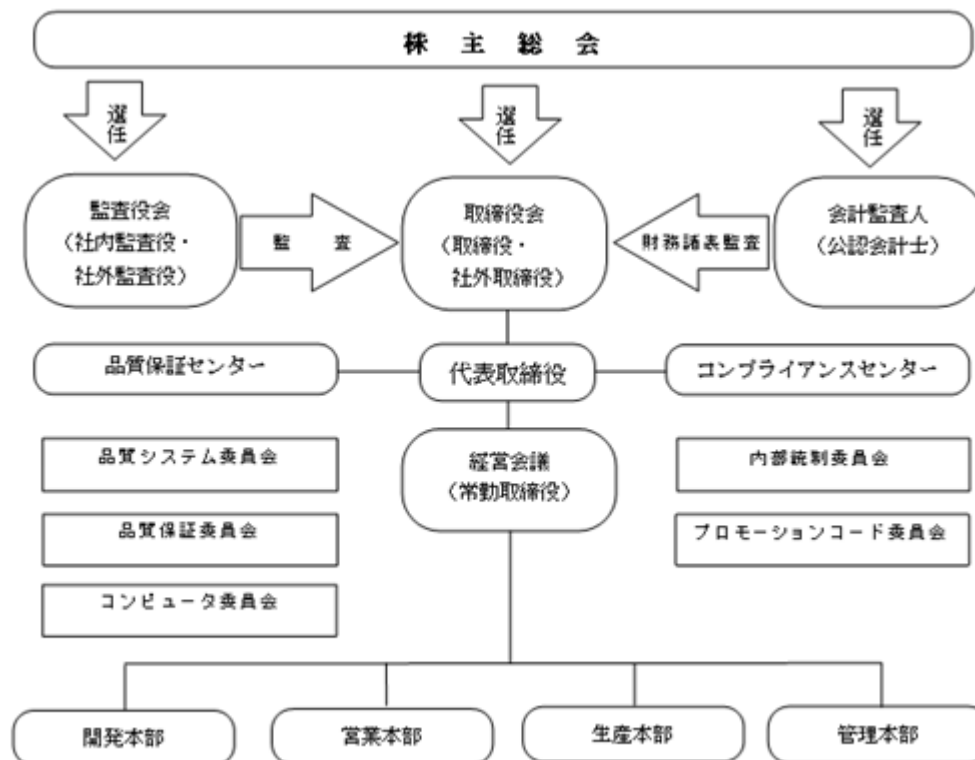 株主総会
選任
選任
選任
監査役会
（社内監査役・
社外監査役）
監査
取締役会
（取締役・
社外取締役）
財務諸表監査
会計監査人
（公認会計士）
品質保証センター
代表取締役
コンプライアンスセンター
品質システム委員会
経営会議
（常勤取締役）
内部統制委員会
品質保証委員会
プロモーションコード委員会
コンピュータ委員会
開発本部
営業本部
生産本部
管理本部